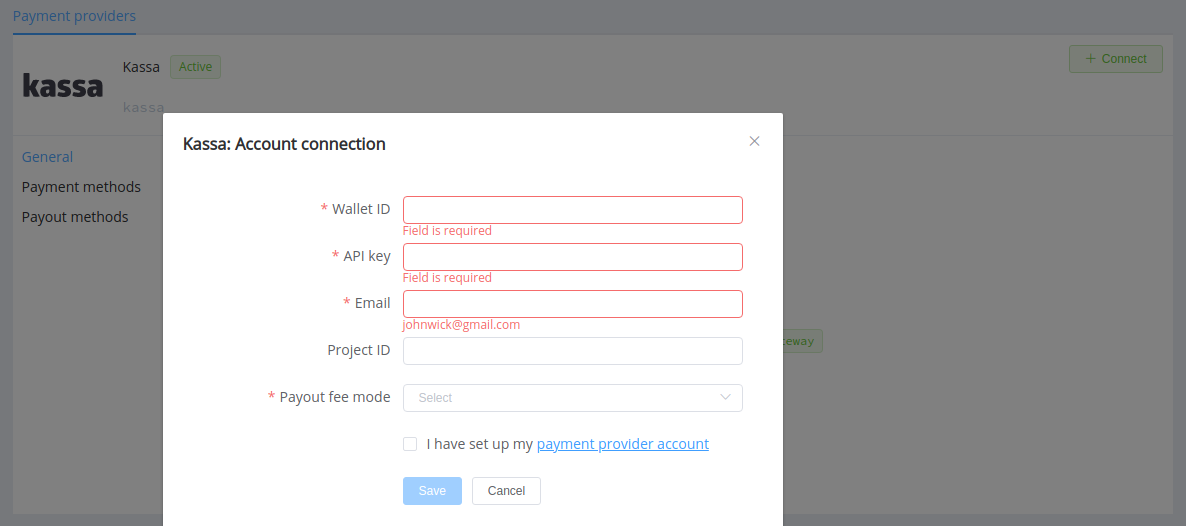 Payment providers
kassa
Kassa Active
+ Connect
kassa
General
Payment methods
Payout methods
Kassa: Account connection
* Wallet ID
Field is required
* API key
Field is required
* Email
johnwick@gmail.com
Project ID
* Payout fee mode Select
I have set up my payment provider account
Save Cancel